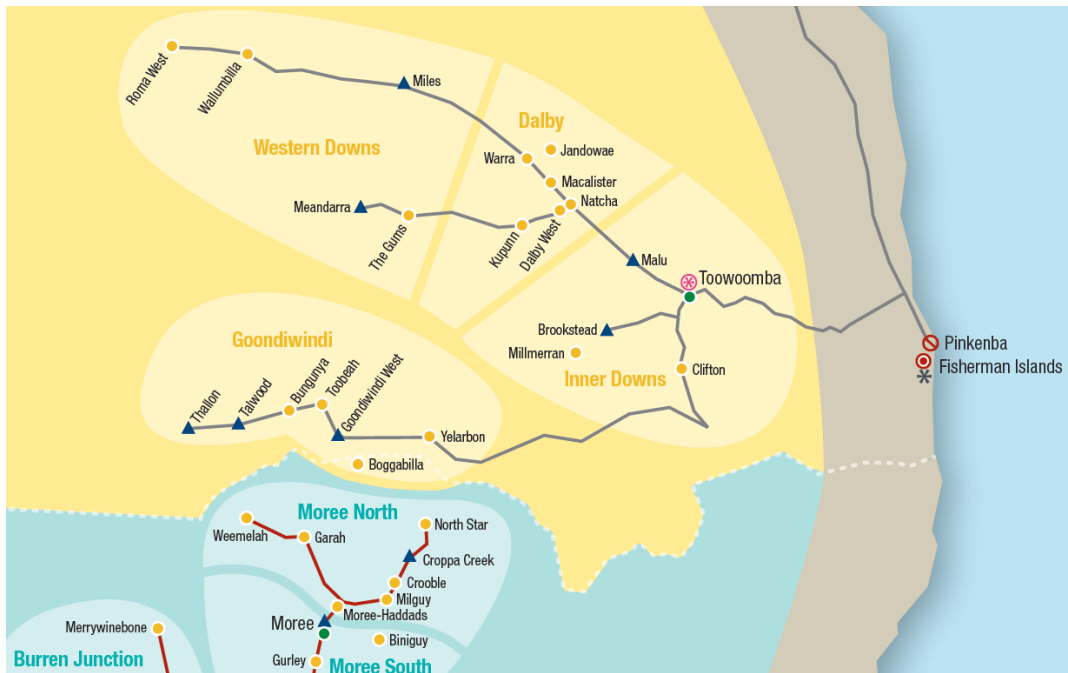 Roma West
Wallumbilla
Miles
Western Downs
Dalby
Warra
Jandowae
Macalister
Natcha
Meandarra
The Gums
Kupunn
Dalby West
Malu
Toowoomba
Brookstead
Millmerran
Inner Downs
Clifton
Pinkenba
Fisherman Islands
Goondiwindi
Thallon
Talwood
Bungunya
Toobeah
Goondiwindi West
Yelarbon
Boggabilla
Moree North
Weemelah
Garah
North Star
Croppa Creek
Crooble
Milguy
Moree-Haddads
Moree
Biniguy
Merrywinebone
Burren Junction
Gurley
Moree South